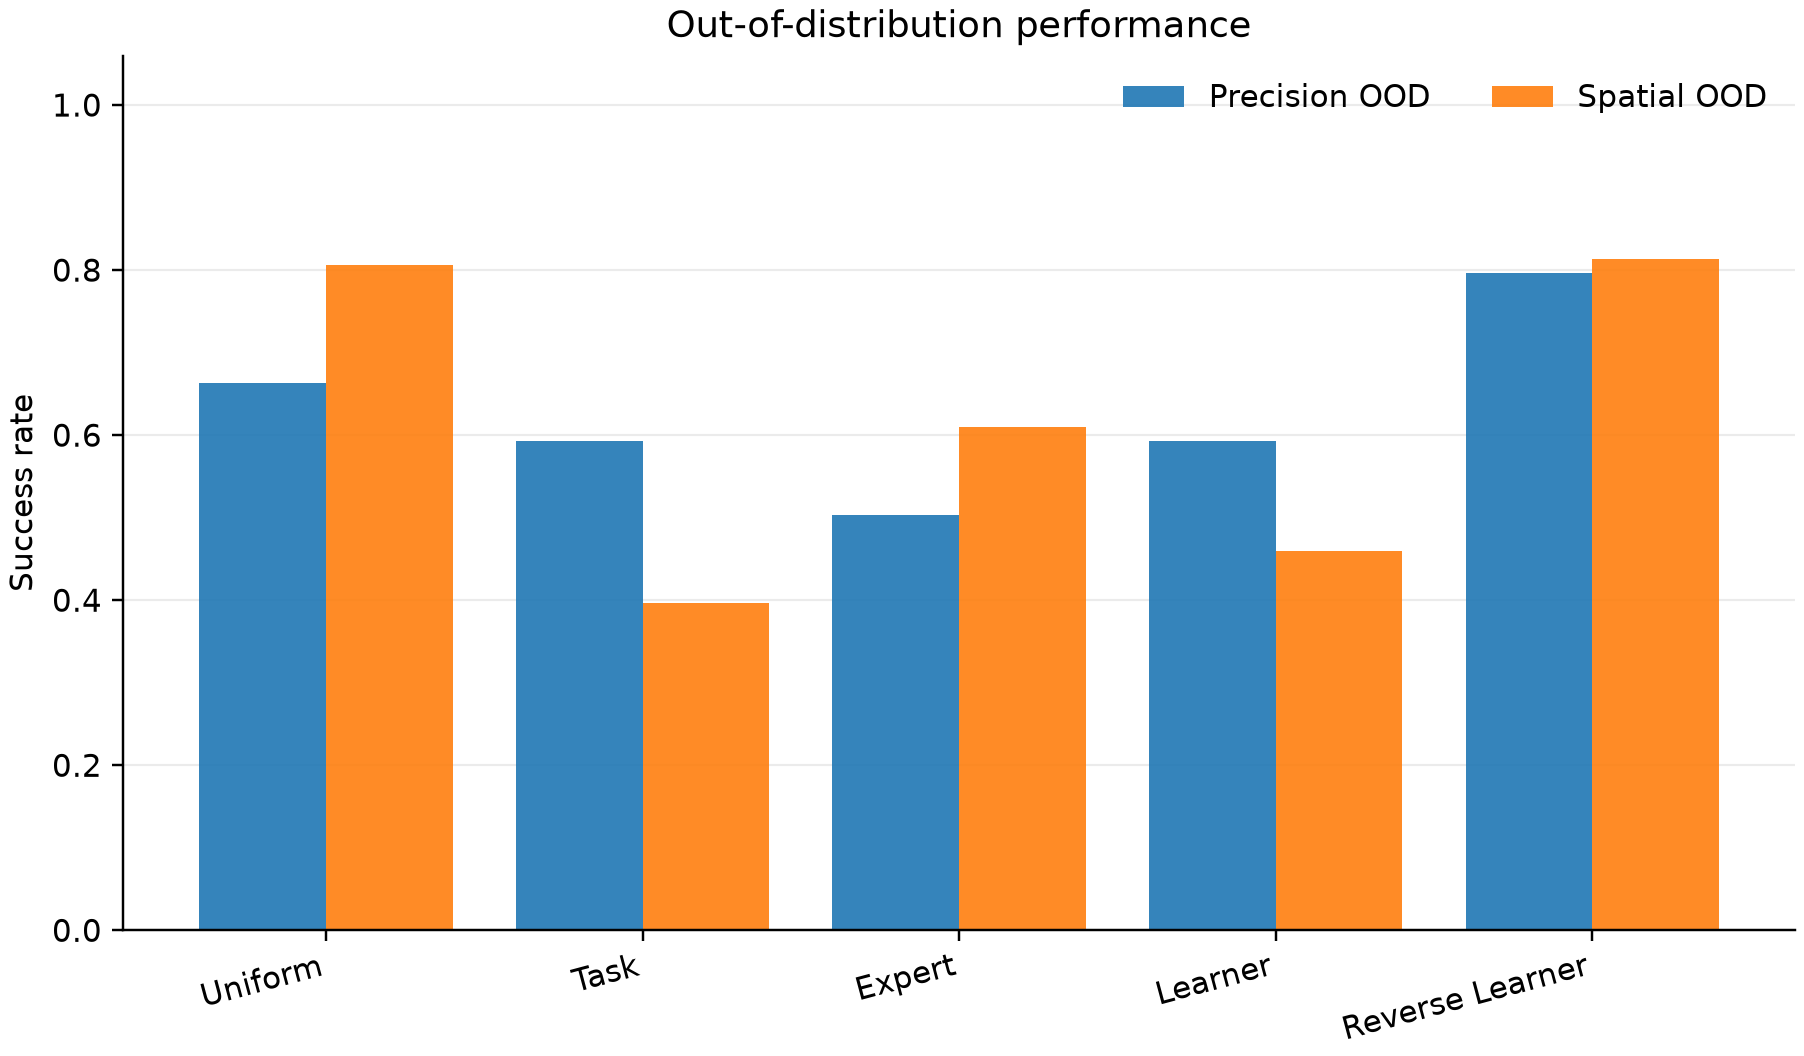 Out-of-distribution performance
Precision OOD
Spatial OOD
Success rate
1.0
0.8
0.6
0.4
0.2
0.0
Uniform
Task
Expert
Learner
Reverse Learner